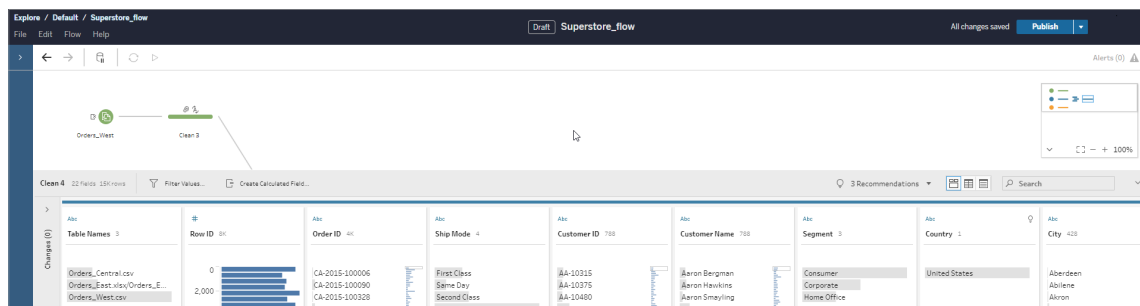 Explore / Default / Superstore_flow
File Edit Flow Help
Draft Superstore_flow
All changes saved Publish
Alerts (0)
Orders_West
Clean 3
100%
Clean 4 22 fields 15K rows Filter Values... Create Calculated Field... 3 Recommendations Search
Changes (0)
Abc # Abc Abc Abc Abc Abc Abc Abc
Table Names 3 Row ID 8K Order ID 4K Ship Mode 4 Customer ID 788 Customer Name 788 Segment 3 Country 1 City 428
Orders_Central.csv 0 CA-2015-100006 First Class AA-10315 Aaron Bergman Consumer United States Aberdeen
Orders_East.xlsx/Orders_E... CA-2015-100090 Same Day AA-10375 Aaron Hawkins Corporate Abilene
Orders_West.csv 2,000 CA-2015-100328 Second Class AA-10480 Aaron Smayling Home Office Akron